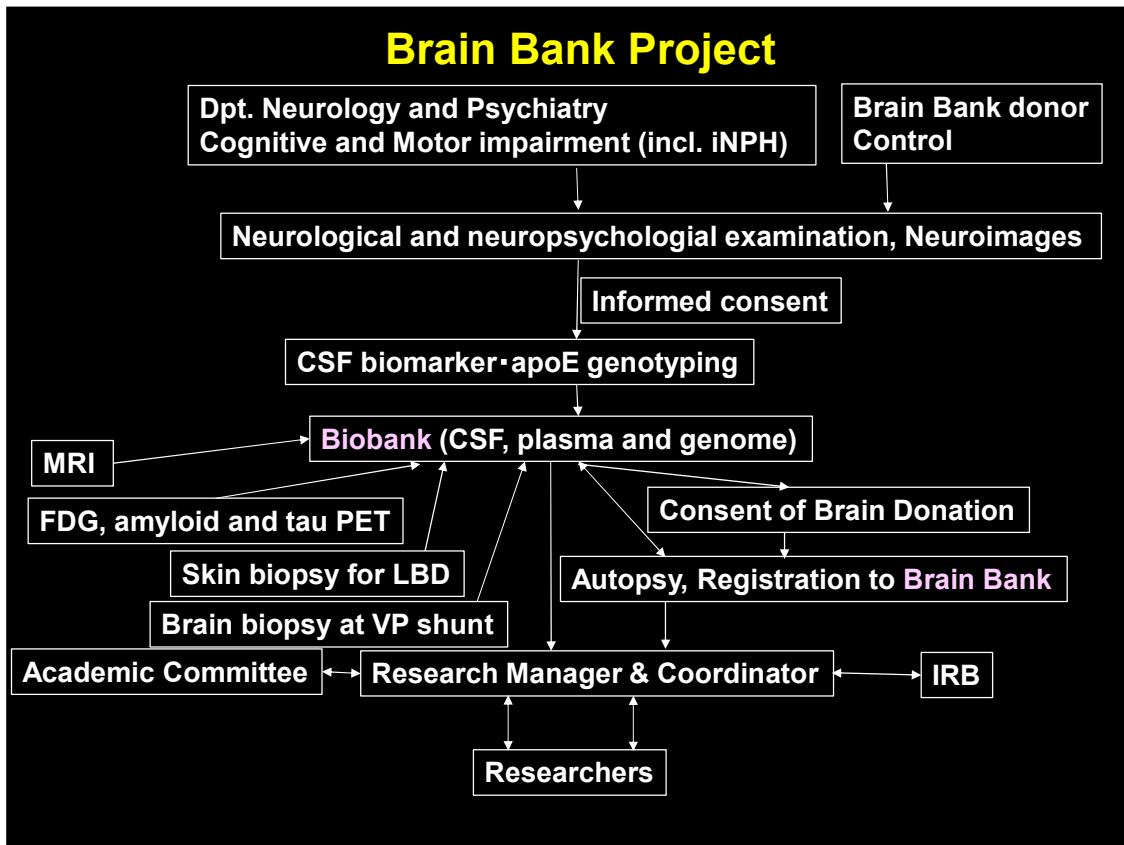 Brain Bank Project
Dpt. Neurology and Psychiatry
Cognitive and Motor impairment (incl. iNPH)
Brain Bank donor
Control
Neurological and neuropsychologial examination, Neuroimages
Informed consent
CSF biomarker・apoE genotyping
Biobank (CSF, plasma and genome)
MRI
FDG, amyloid and tau PET
Consent of Brain Donation
Skin biopsy for LBD
Autopsy, Registration to Brain Bank
Brain biopsy at VP shunt
Academic Committee
Research Manager & Coordinator
IRB
Researchers